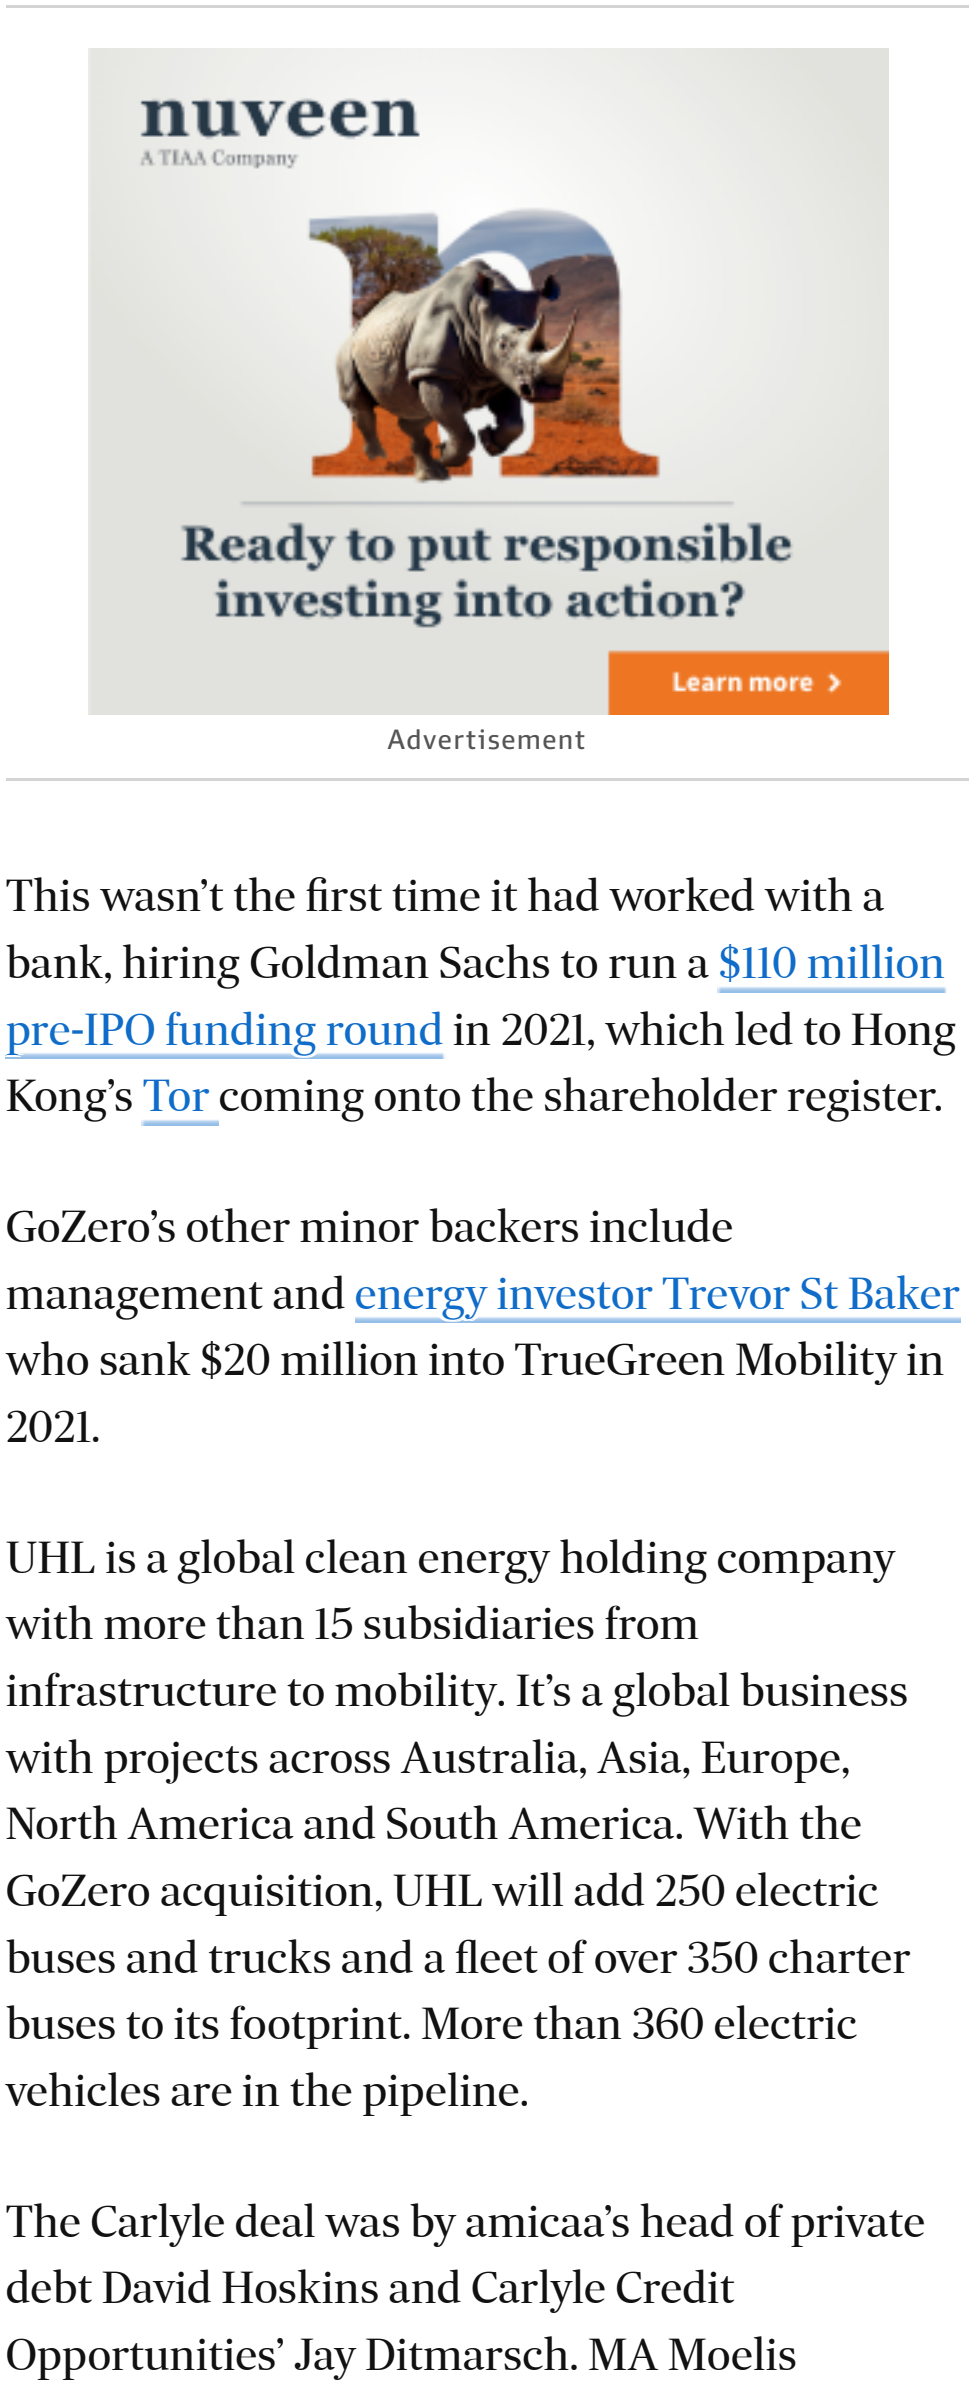 nuveen
A TIAA Company
Ready to put responsible
investing into action?
Learn more >
Advertisement
This wasn’t the first time it had worked with a
bank, hiring Goldman Sachs to run a $110 million
pre-IPO funding round in 2021, which led to Hong
Kong’s Tor coming onto the shareholder register.
GoZero’s other minor backers include
management and energy investor Trevor St Baker
who sank $20 million into TrueGreen Mobility in
2021.
UHL is a global clean energy holding company
with more than 15 subsidiaries from
infrastructure to mobility. It’s a global business
with projects across Australia, Asia, Europe,
North America and South America. With the
GoZero acquisition, UHL will add 250 electric
buses and trucks and a fleet of over 350 charter
buses to its footprint. More than 360 electric
vehicles are in the pipeline.
The Carlyle deal was by amicaa’s head of private
debt David Hoskins and Carlyle Credit
Opportunities’ Jay Ditmarsch. MA Moelis